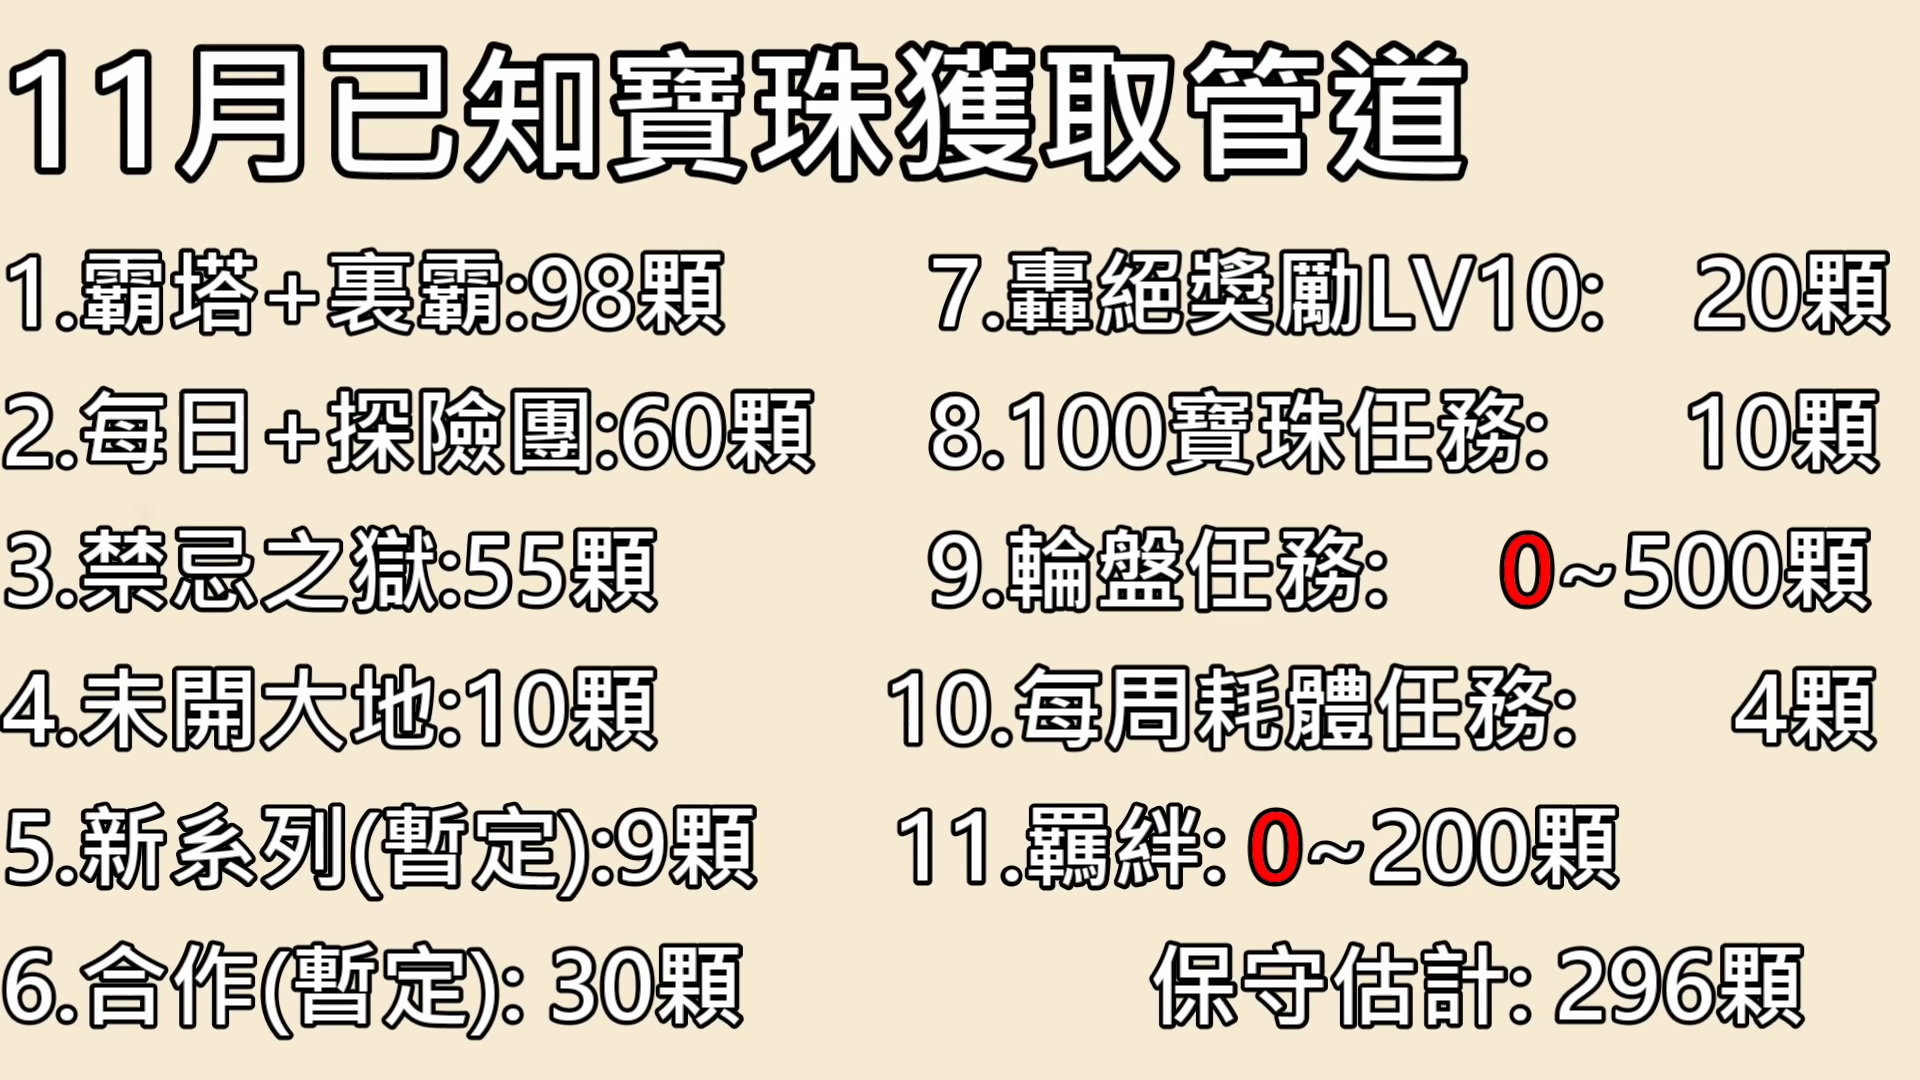 11月已知寶珠獲取管道
1.霸塔+裏霸:98顆
2.每日+探險團:60顆
3.禁忌之獄:55顆
4.未開大地:10顆
5.新系列(暫定):9顆
6.合作(暫定): 30顆
7.轟絕獎勵LV10: 20顆
8.100寶珠任務: 10顆
9.輪盤任務: 0~500顆
10.每周耗體任務: 4顆
11.羈絆: 0~200顆
保守估計: 296顆